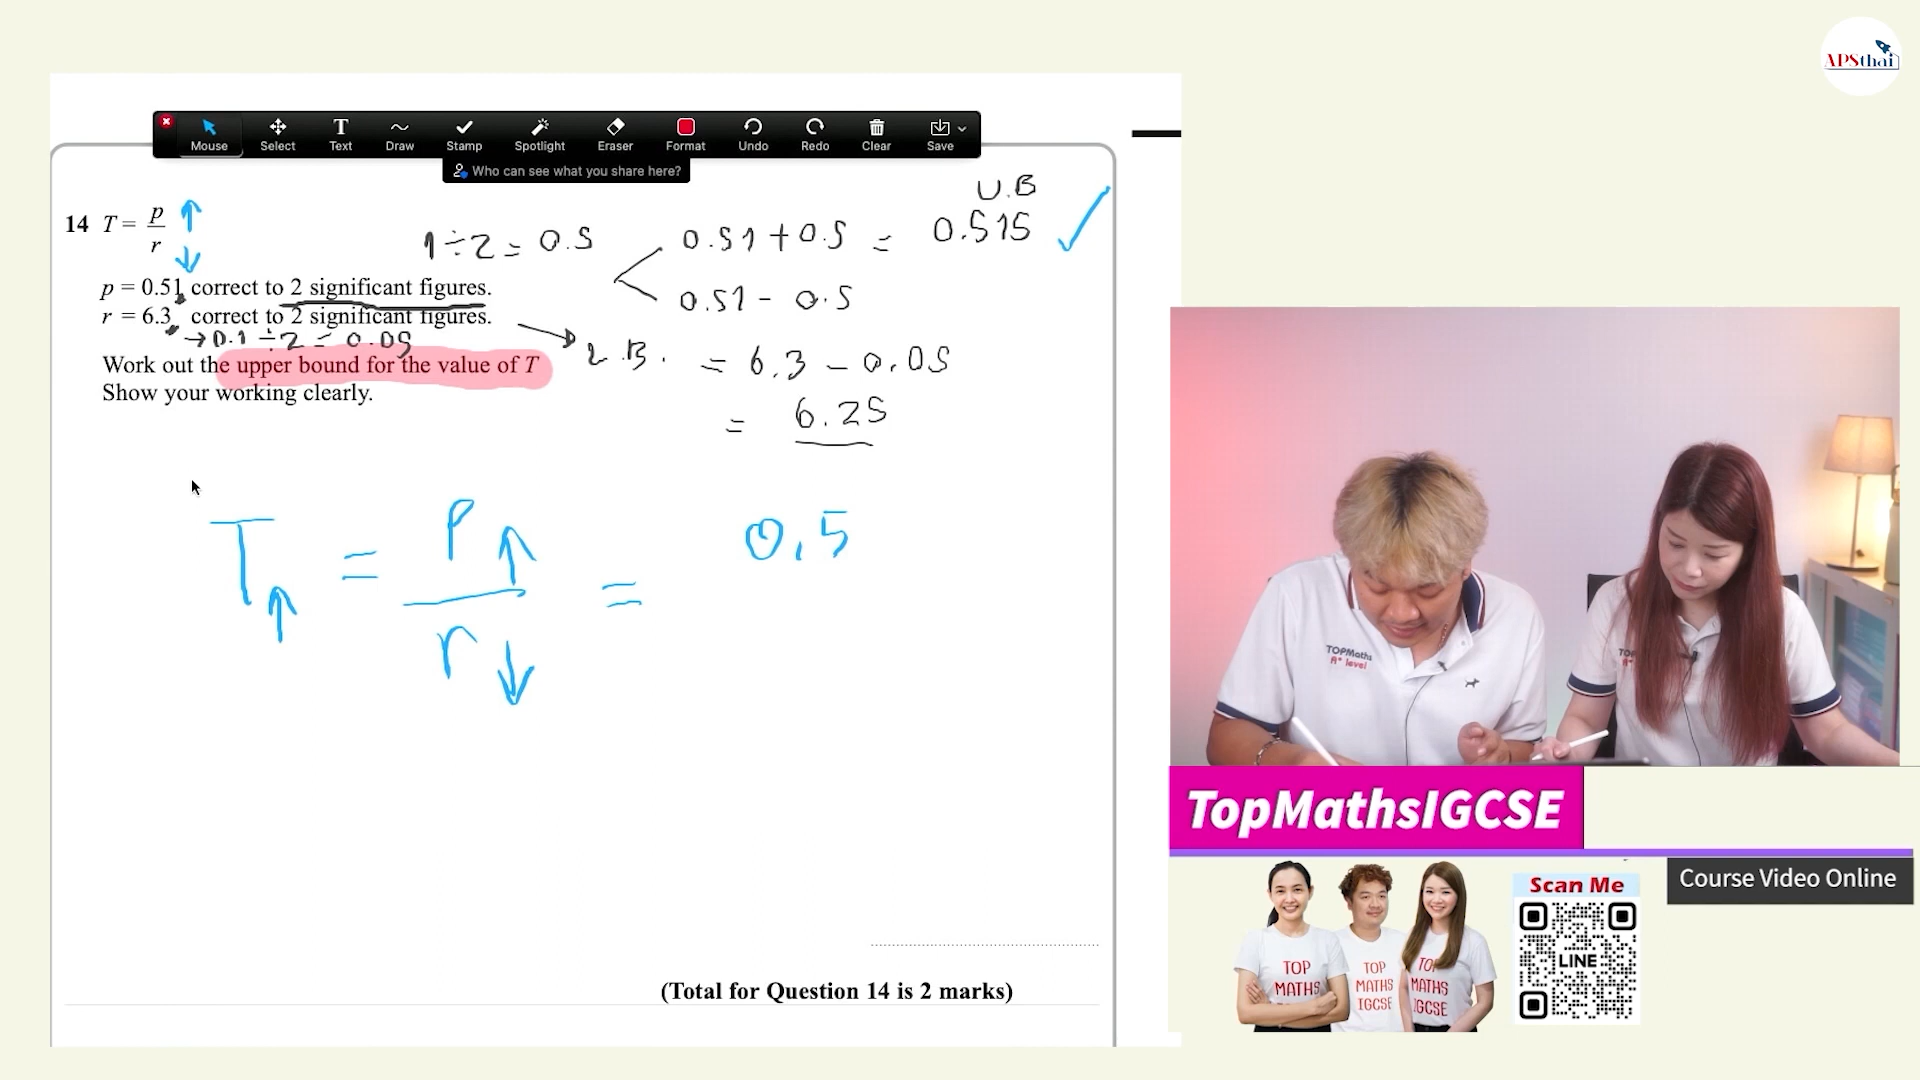 APSthai
Mouse Select Text Draw Stamp Spotlight Eraser Format Undo Redo Clear Save
Who can see what you share here?
U.B
14 T = p/r
1÷2 = 0.5
0.51 + 0.5 = 0.515
0.51 - 0.5
p = 0.51 correct to 2 significant figures.
r = 6.3 correct to 2 significant figures.
→0.1 ÷ 2 = 0.05
L.B. = 6.3 - 0.05
= 6.25
Work out the upper bound for the value of T
Show your working clearly.
T↑ = P↑/r↓ = 0.5
(Total for Question 14 is 2 marks)
TOPMaths
A* level
TopMathsIGCSE
Course Video Online
Scan Me
LINE
TOP MATHS
TOP MATHS IGCSE
TOP MATHS IGCSE